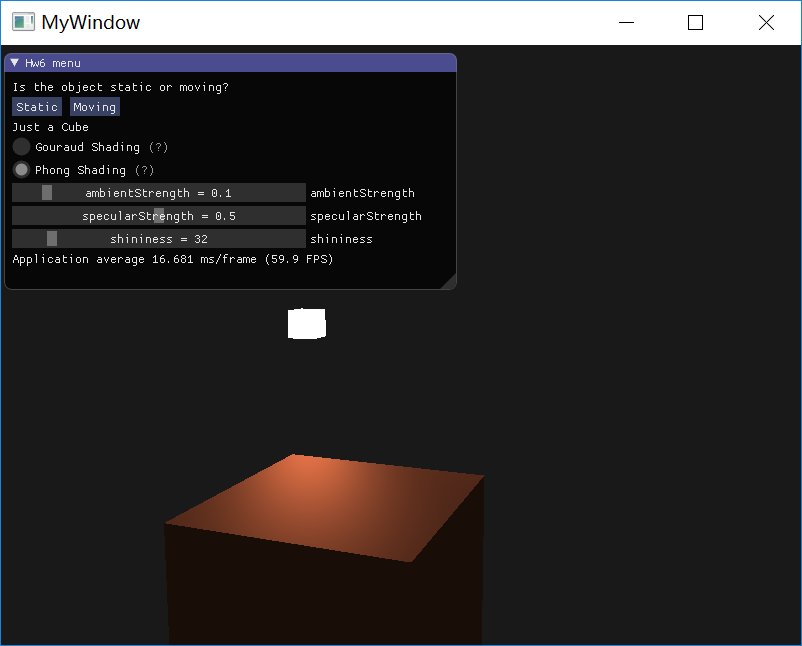 MyWindow
Hw6 menu
Is the object static or moving?
Static Moving
Just a Cube
Gouraud Shading (?)
Phong Shading (?)
ambientStrength = 0.1 ambientStrength
specularStrength = 0.5 specularStrength
shininess = 32 shininess
Application average 16.681 ms/frame (59.9 FPS)